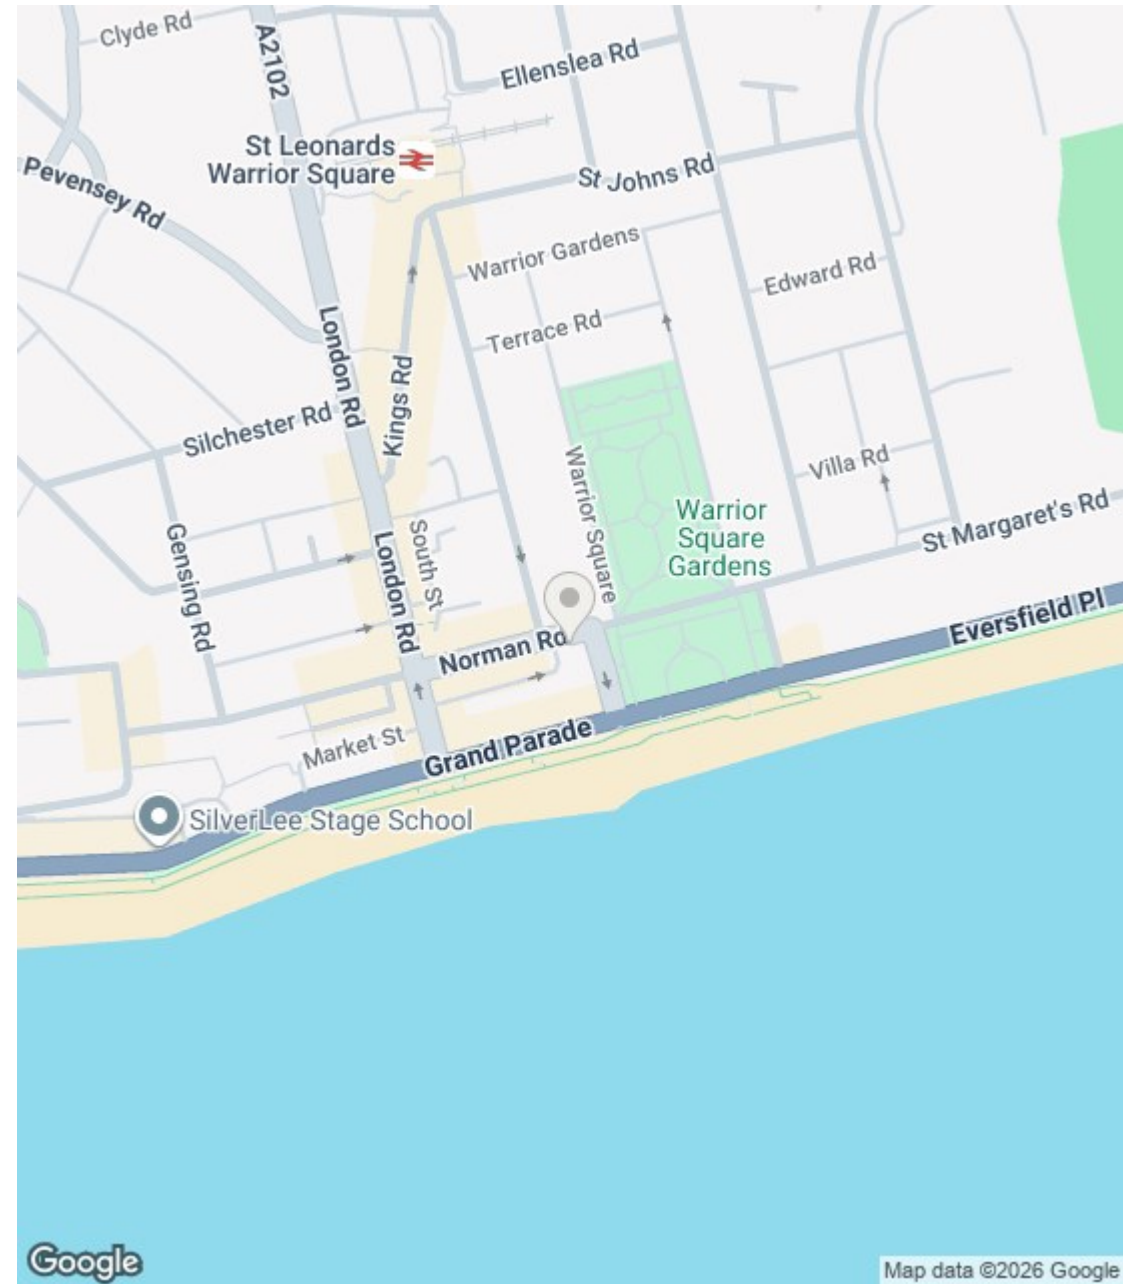 Clyde Rd
A2102
Ellenslea Rd
St Leonards
Warrior Square
Pevensey Rd
St Johns Rd
Warrior Gardens
Edward Rd
Terrace Rd
London Rd
Kings Rd
Silchester Rd
Villa Rd
Warrior Square
Warrior
Square
Gardens
St Margaret's Rd
South St
Gensing Rd
London Rd
Eversfield Pl
Norman Rd
Market St
Grand Parade
SilverLee Stage School
Google
Map data ©2026 Google